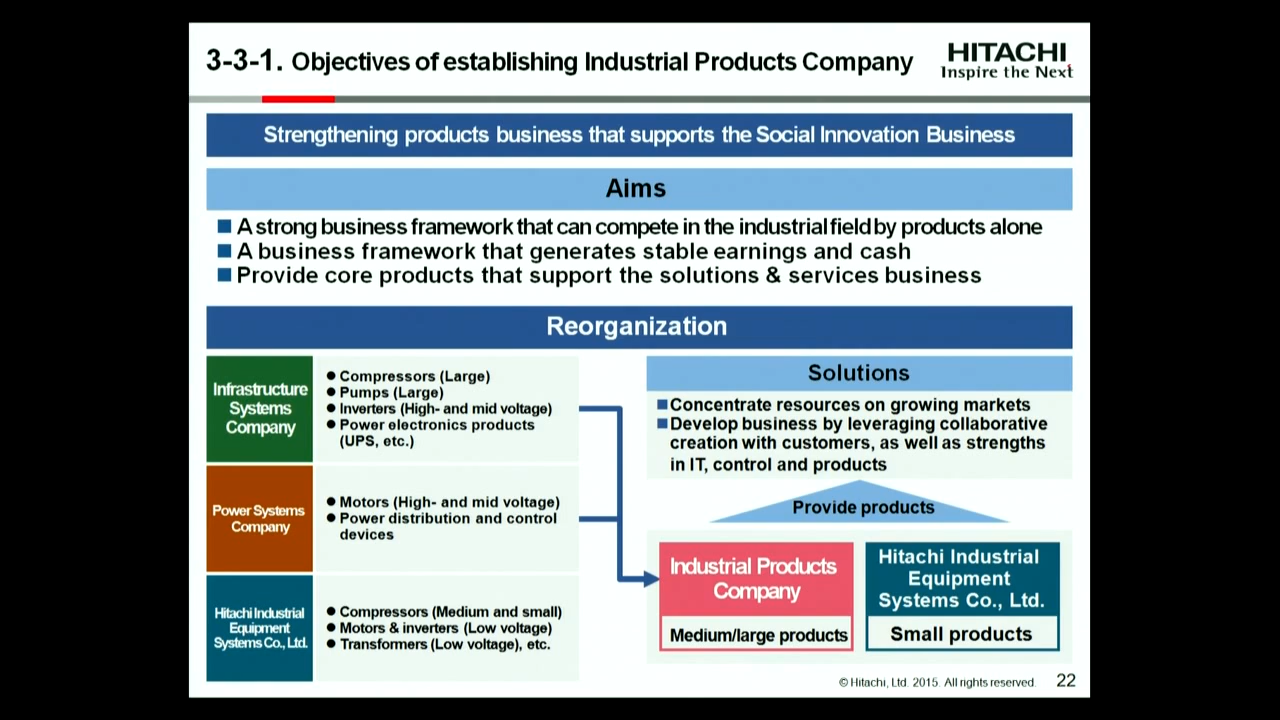 3-3-1. Objectives of establishing Industrial Products Company
HITACHI
Inspire the Next
Strengthening products business that supports the Social Innovation Business
Aims
■ A strong business framework that can compete in the industrial field by products alone
■ A business framework that generates stable earnings and cash
■ Provide core products that support the solutions & services business
Reorganization
Infrastructure
Systems
Company
● Compressors (Large)
● Pumps (Large)
● Inverters (High- and mid voltage)
● Power electronics products
(UPS, etc.)
Power Systems
Company
● Motors (High- and mid voltage)
● Power distribution and control
devices
Hitachi Industrial
Equipment
Systems Co., Ltd.
● Compressors (Medium and small)
● Motors & inverters (Low voltage)
● Transformers (Low voltage), etc.
Solutions
■ Concentrate resources on growing markets
■ Develop business by leveraging collaborative
creation with customers, as well as strengths
in IT, control and products
Provide products
Industrial Products
Company
Medium/large products
Hitachi Industrial
Equipment
Systems Co., Ltd.
Small products
© Hitachi, Ltd. 2015. All rights reserved.
22